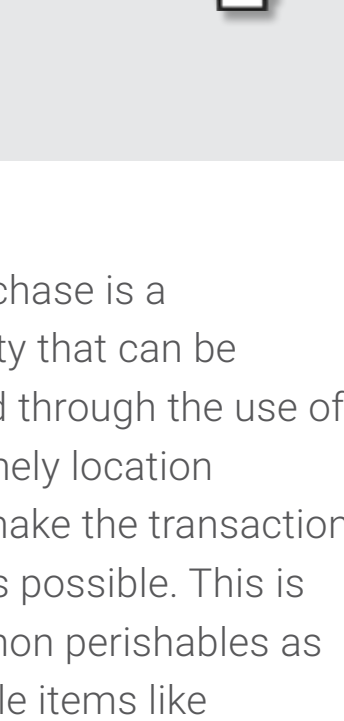 chase is a
ty that can be
d through the use of
nely location
make the transaction
s possible. This is
non perishables as
le items like